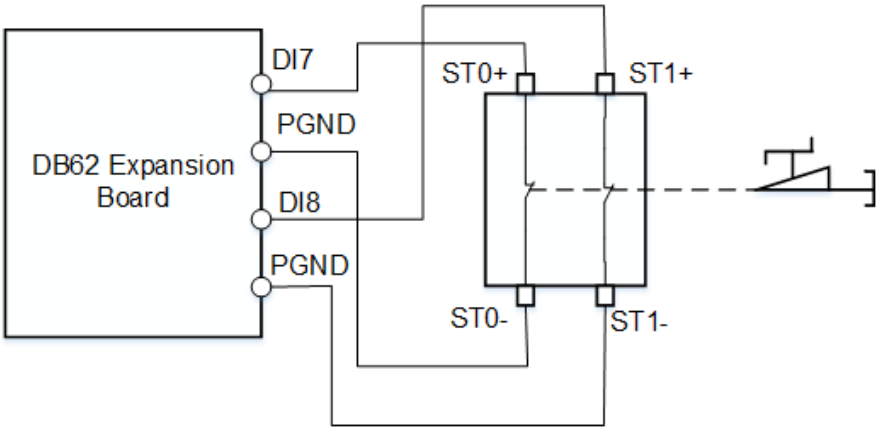 DI7
ST0+
ST1+
PGND
DB62 Expansion
Board
DI8
PGND
ST0-
ST1-